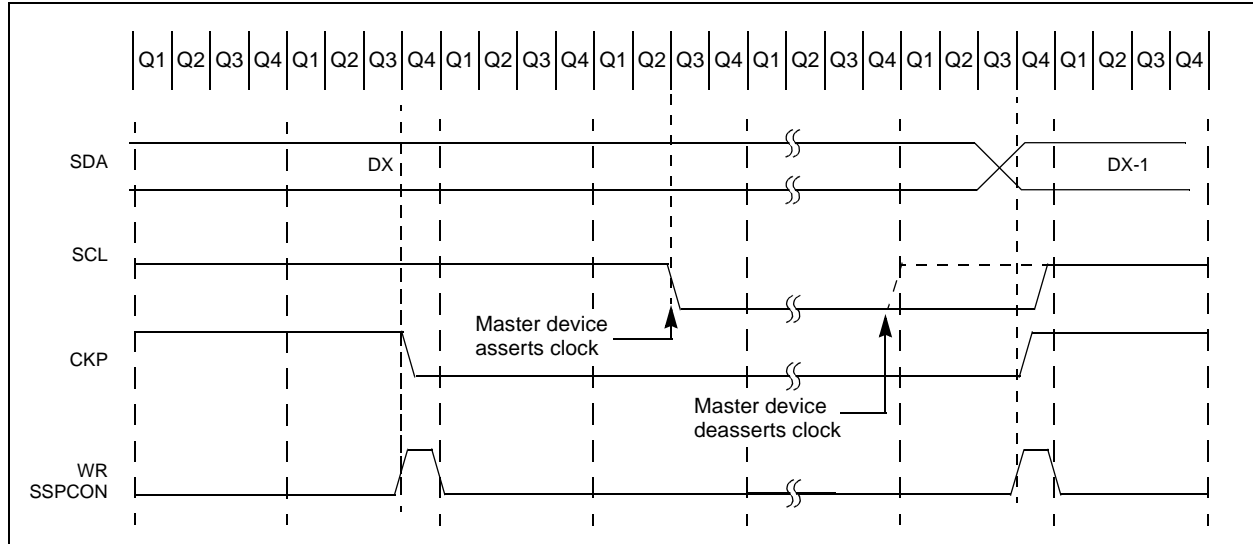 Q1 Q2 Q3 Q4 Q1 Q2 Q3 Q4 Q1 Q2 Q3 Q4 Q1 Q2 Q3 Q4 Q1 Q2 Q3 Q4 Q1 Q2 Q3 Q4 Q1 Q2 Q3 Q4
SDA
DX
DX-1
SCL
Master device
asserts clock
CKP
Master device
deasserts clock
WR
SSPCON